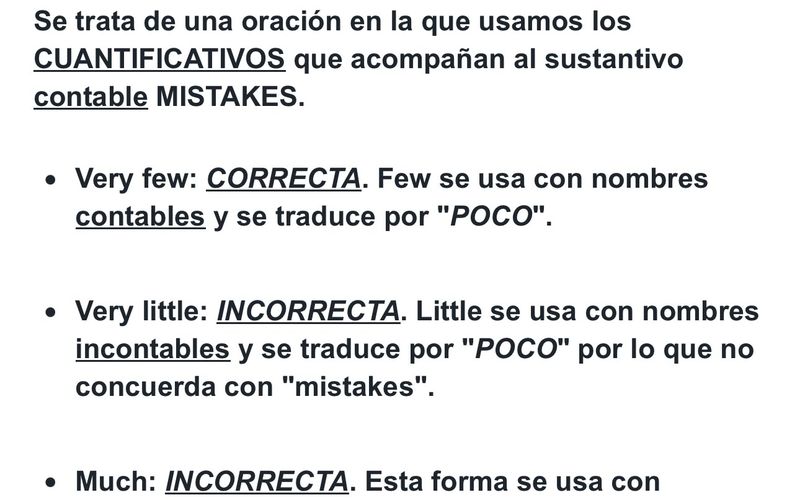 Se trata de una oración en la que usamos los
CUANTIFICATIVOS que acompañan al sustantivo
contable MISTAKES.
• Very few: CORRECTA. Few se usa con nombres
contables y se traduce por "POCO".
• Very little: INCORRECTA. Little se usa con nombres
incontables y se traduce por "POCO" por lo que no
concuerda con "mistakes".
• Much: INCORRECTA. Esta forma se usa con